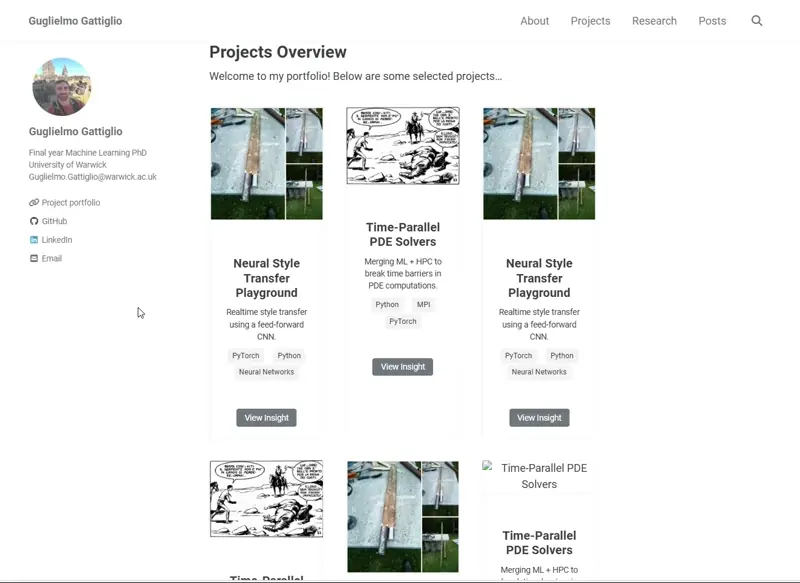 Guglielmo Gattiglio
About Projects Research Posts
Guglielmo Gattiglio
Final year Machine Learning PhD
University of Warwick
Guglielmo.Gattiglio@warwick.ac.uk
Project portfolio
GitHub
LinkedIn
Email
Projects Overview
Welcome to my portfolio! Below are some selected projects…
Neural Style
Transfer
Playground
Realtime style transfer
using a feed-forward
CNN.
PyTorch Python
Neural Networks
View Insight
Time-Parallel
PDE Solvers
Merging ML + HPC to
break time barriers in
PDE computations.
Python MPI
PyTorch
View Insight
Neural Style
Transfer
Playground
Realtime style transfer
using a feed-forward
CNN.
PyTorch Python
Neural Networks
View Insight
Time-Parallel
Time-Parallel PDE
Solvers
Time-Parallel
PDE Solvers
Merging ML + HPC to